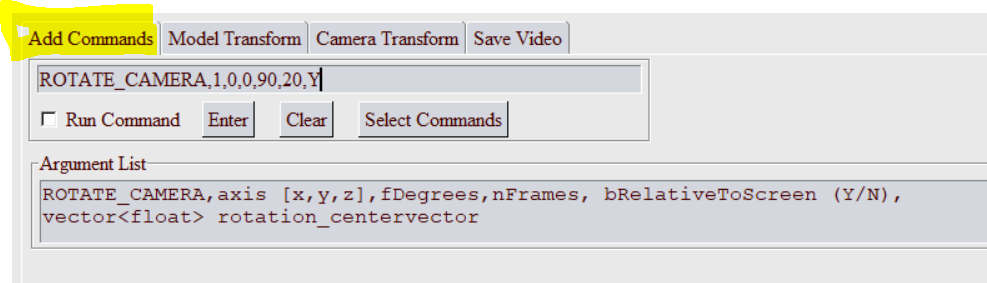 Add Commands Model Transform Camera Transform Save Video
ROTATE_CAMERA,1,0,0,90,20,Y
Run Command Enter Clear Select Commands
Argument List
ROTATE_CAMERA,axis [x,y,z],fDegrees,nFrames, bRelativeToScreen (Y/N),
vector<float> rotation_centervector